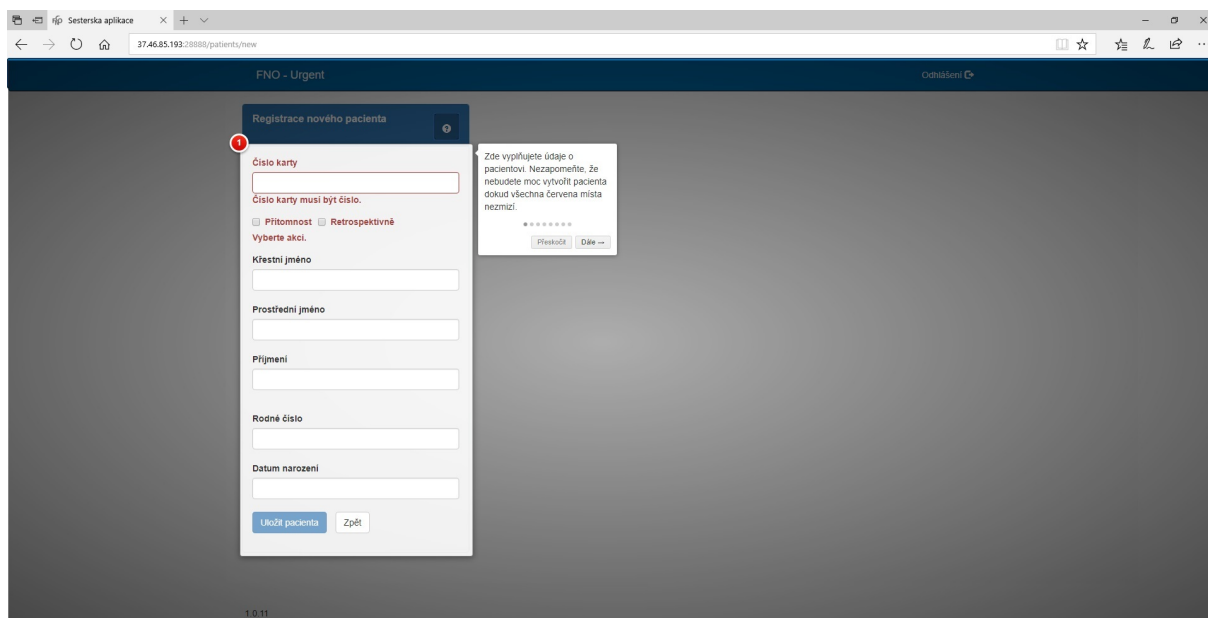 Sesterska aplikace
37.46.85.193:28888/patients/new
FNO - Urgent
Odhlášení
Registrace nového pacienta
1
Číslo karty
Číslo karty musí být číslo.
Přítomnost Retrospektivně
Vyberte akci.
Křestní jméno
Prostřední jméno
Příjmení
Rodné číslo
Datum narození
Uložit pacienta Zpět
Zde vyplňujete údaje o
pacientovi. Nezapomeňte, že
nebudete moc vytvořit pacienta
dokud všechna červena místa
nezmizí.
Přeskočit Dále →
1.0.11